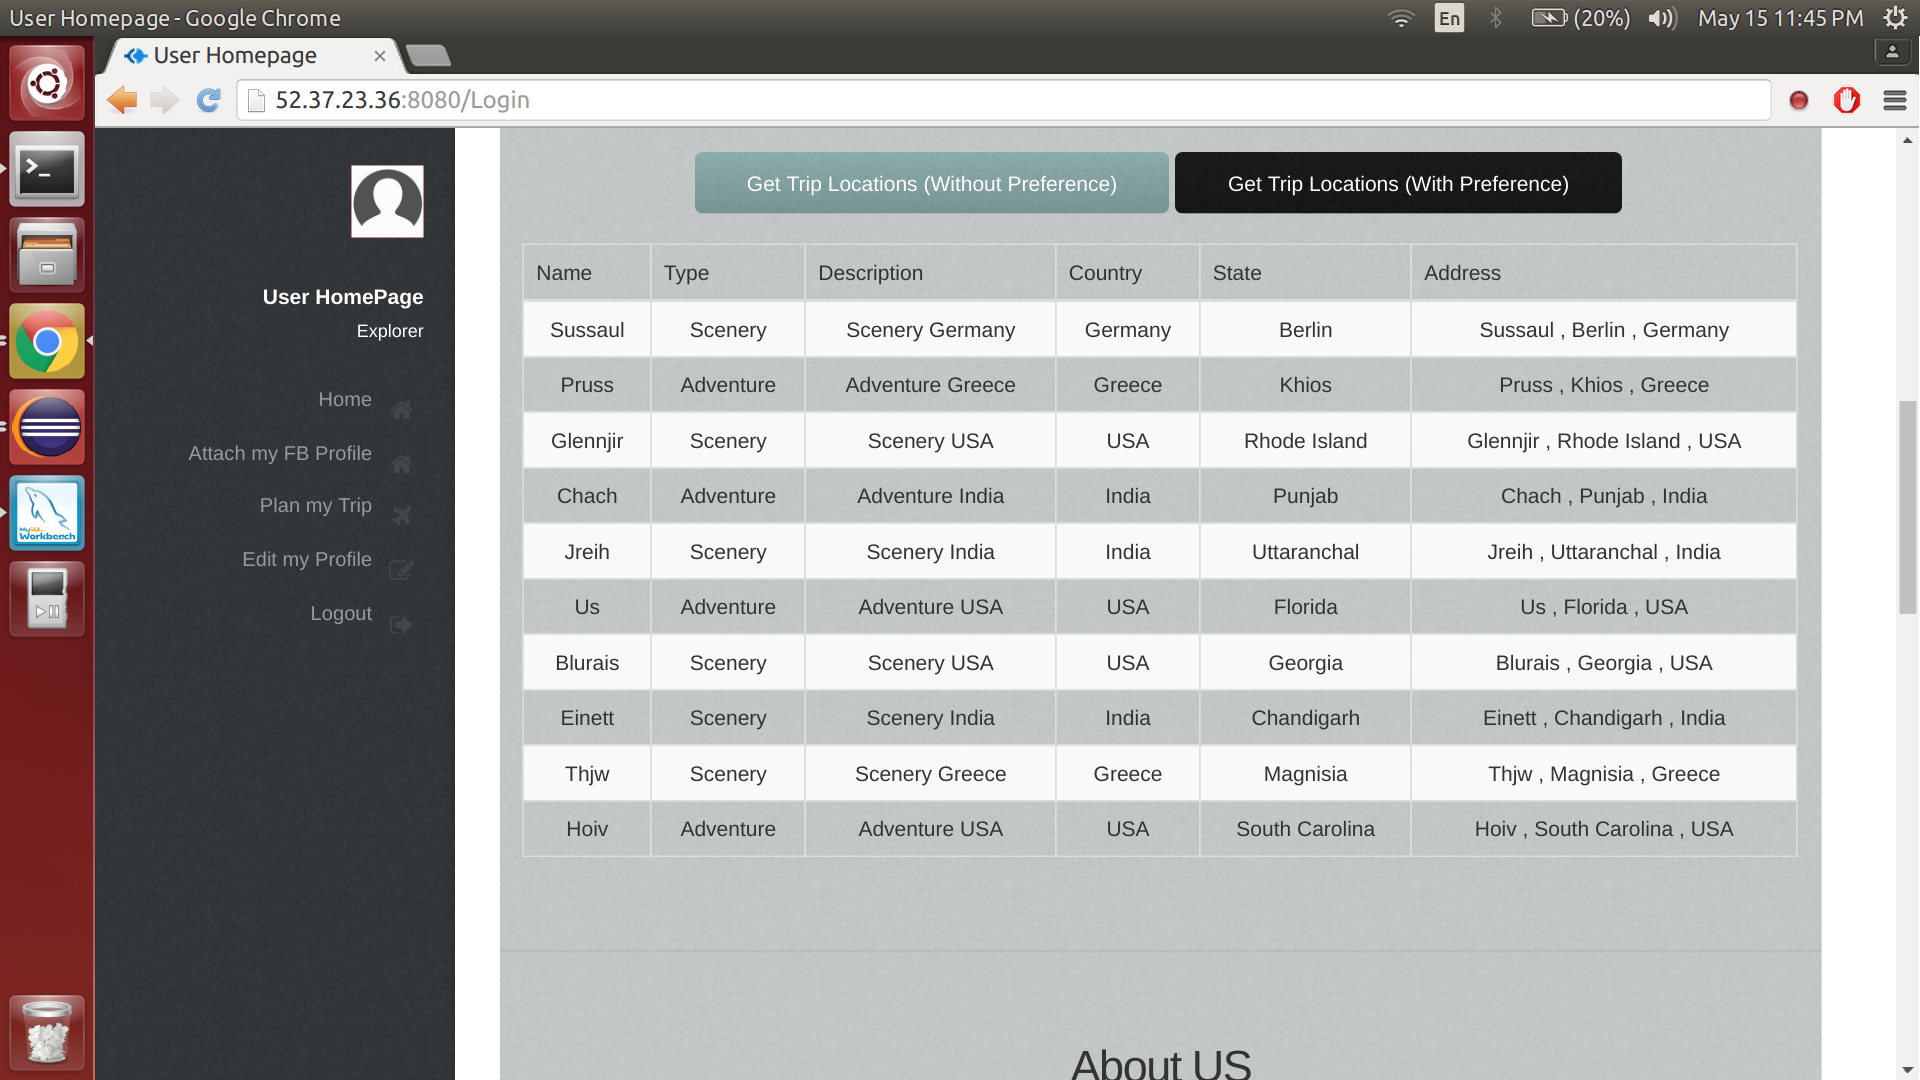 User Homepage - Google Chrome
En
(20%)
May 15 11:45 PM
User Homepage
52.37.23.36:8080/Login
User HomePage
Explorer
Home
Attach my FB Profile
Plan my Trip
Edit my Profile
Logout
MySQL
Workbench
Get Trip Locations (Without Preference)
Get Trip Locations (With Preference)
Name Type Description Country State Address
Sussaul Scenery Scenery Germany Germany Berlin Sussaul , Berlin , Germany
Pruss Adventure Adventure Greece Greece Khios Pruss , Khios , Greece
Glennjir Scenery Scenery USA USA Rhode Island Glennjir , Rhode Island , USA
Chach Adventure Adventure India India Punjab Chach , Punjab , India
Jreih Scenery Scenery India India Uttaranchal Jreih , Uttaranchal , India
Us Adventure Adventure USA USA Florida Us , Florida , USA
Blurais Scenery Scenery USA USA Georgia Blurais , Georgia , USA
Einett Scenery Scenery India India Chandigarh Einett , Chandigarh , India
Thjw Scenery Scenery Greece Greece Magnisia Thjw , Magnisia , Greece
Hoiv Adventure Adventure USA USA South Carolina Hoiv , South Carolina , USA
About US